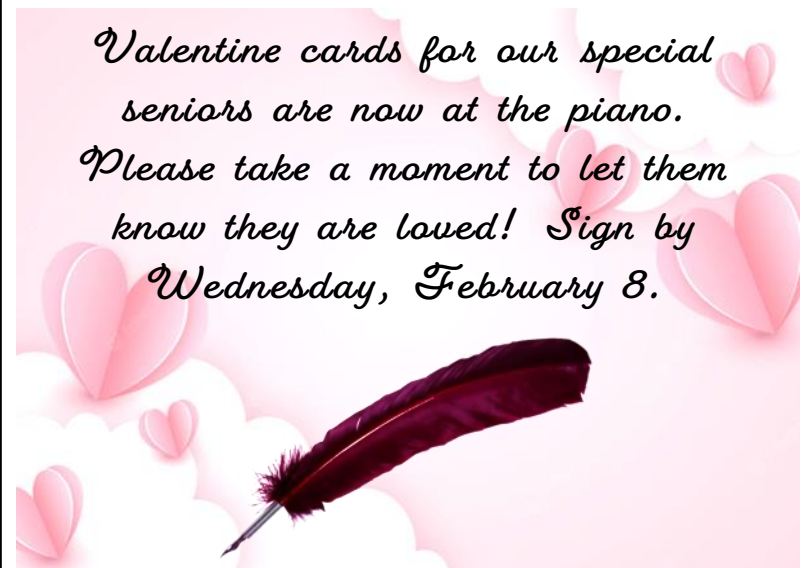 Valentine cards for our special
seniors are now at the piano.
Please take a moment to let them
know they are loved!  Sign by
Wednesday, February 8.